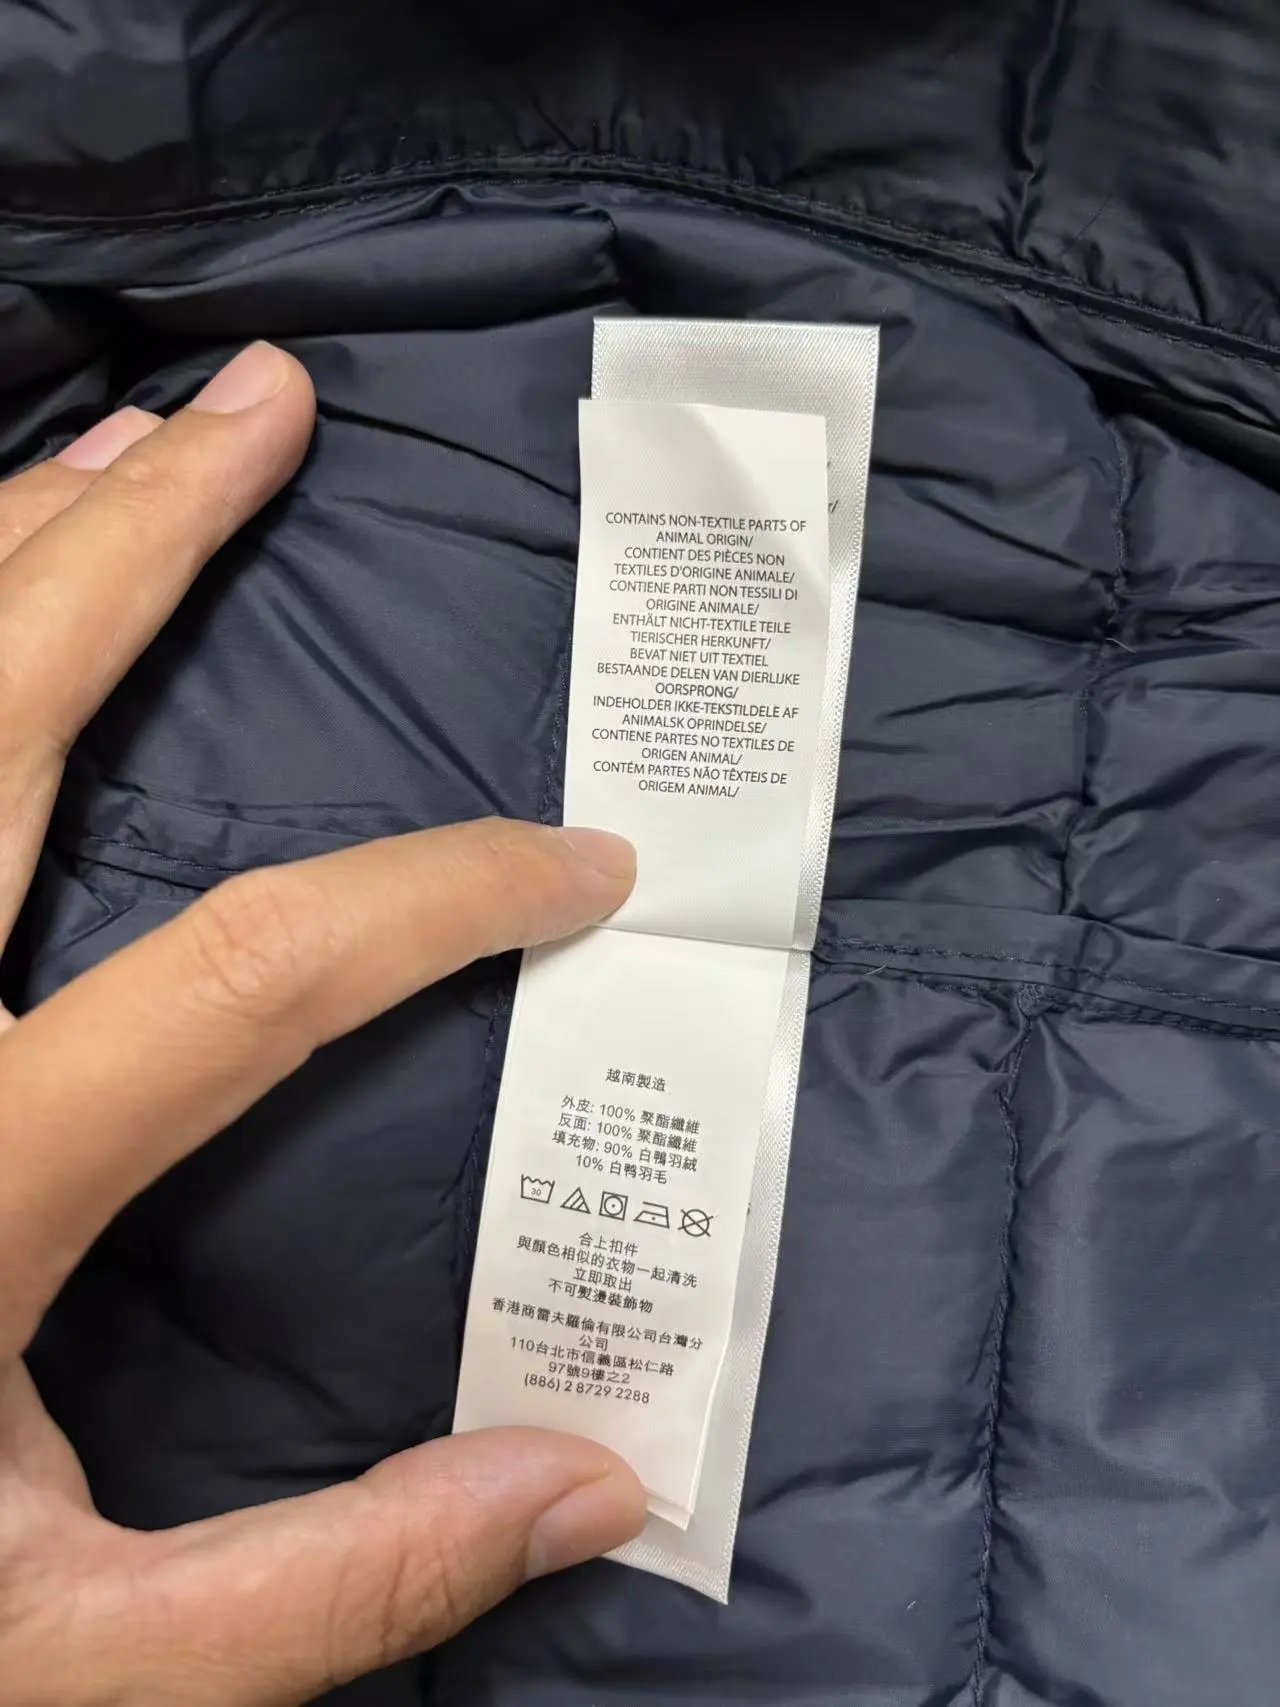 CONTAINS NON-TEXTILE PARTS OF
ANIMAL ORIGIN/
CONTIENT DES PIÈCES NON
TEXTILES D'ORIGINE ANIMALE/
CONTIENE PARTI NON TESSILI DI
ORIGINE ANIMALE/
ENTHÄLT NICHT-TEXTILE TEILE
TIERISCHER HERKUNFT/
BEVAT NIET UIT TEXTIEL
BESTAANDE DELEN VAN DIERLIJKE
OORSPRONG/
INDEHOLDER IKKE-TEKSTILDELE AF
ANIMALSK OPRINDELSE/
CONTIENE PARTES NO TEXTILES DE
ORIGEN ANIMAL/
CONTÉM PARTES NÃO TÊXTEIS DE
ORIGEM ANIMAL/
越南製造
外皮: 100% 聚酯纖維
反面: 100% 聚酯纖維
填充物: 90% 白鴨羽絨
10% 白鸭羽毛
30
合上扣件
與顏色相似的衣物一起清洗
立即取出
不可熨燙裝飾物
香港商雷夫羅倫有限公司台灣分
公司
110台北市信義區松仁路
97號9樓之2
(886) 2 8729 2288